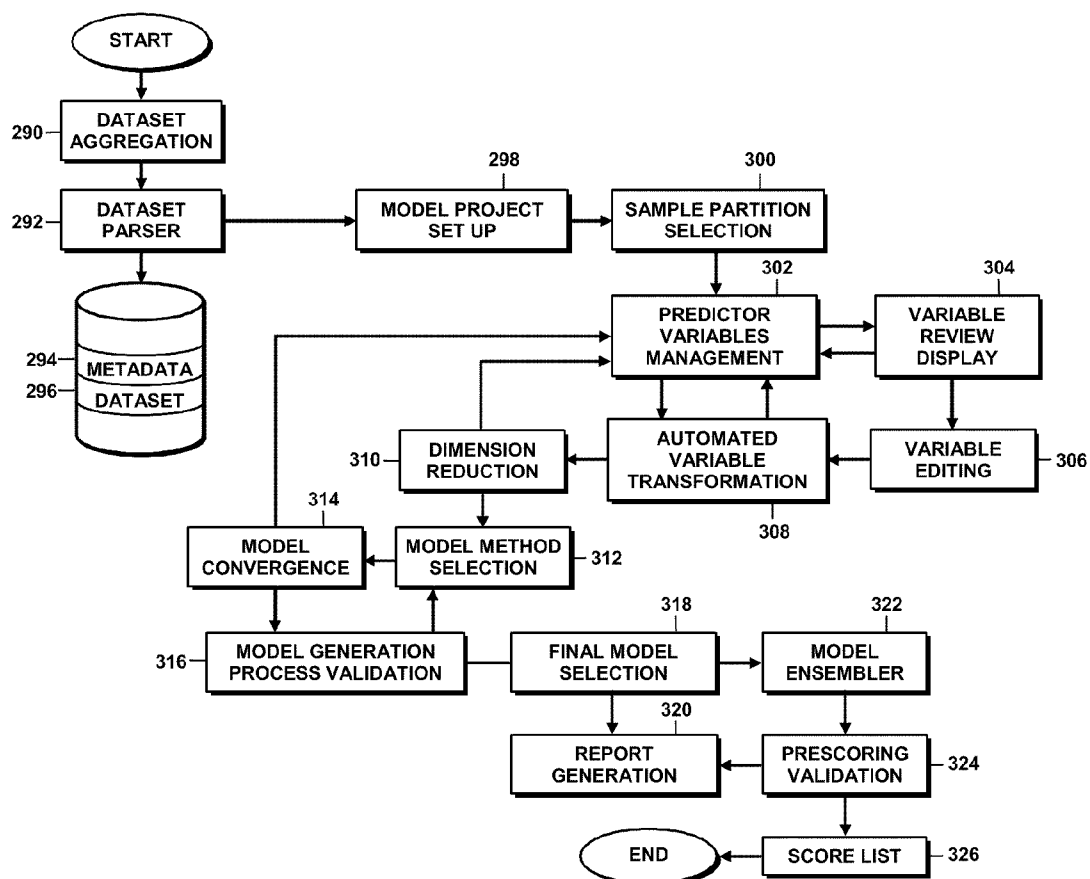 START
290
DATASET
AGGREGATION
292
DATASET
PARSER
298
MODEL PROJECT
SET UP
300
SAMPLE PARTITION
SELECTION
294
METADATA
296
DATASET
302
PREDICTOR
VARIABLES
MANAGEMENT
304
VARIABLE
REVIEW
DISPLAY
310
DIMENSION
REDUCTION
AUTOMATED
VARIABLE
TRANSFORMATION
308
VARIABLE
EDITING
306
314
MODEL
CONVERGENCE
MODEL METHOD
SELECTION
312
316
MODEL GENERATION
PROCESS VALIDATION
318
FINAL MODEL
SELECTION
322
MODEL
ENSEMBLER
320
REPORT
GENERATION
PRESCORING
VALIDATION
324
END
SCORE LIST
326